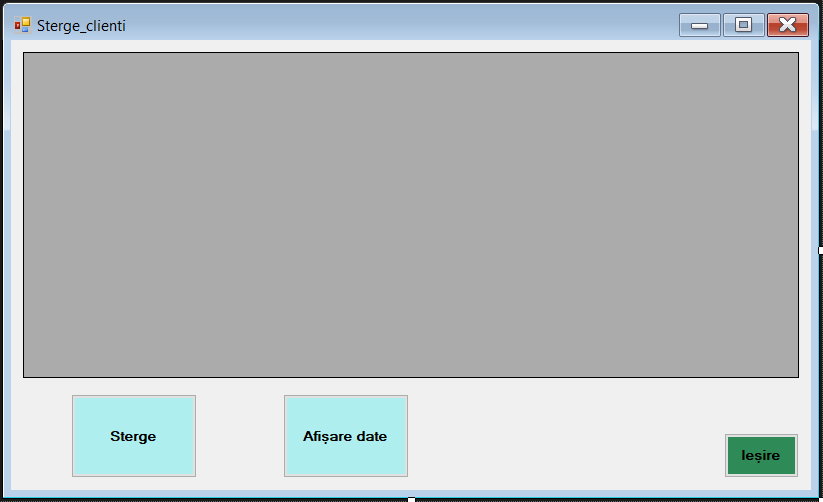 Sterge_clienti
Sterge
Afișare date
Ieșire